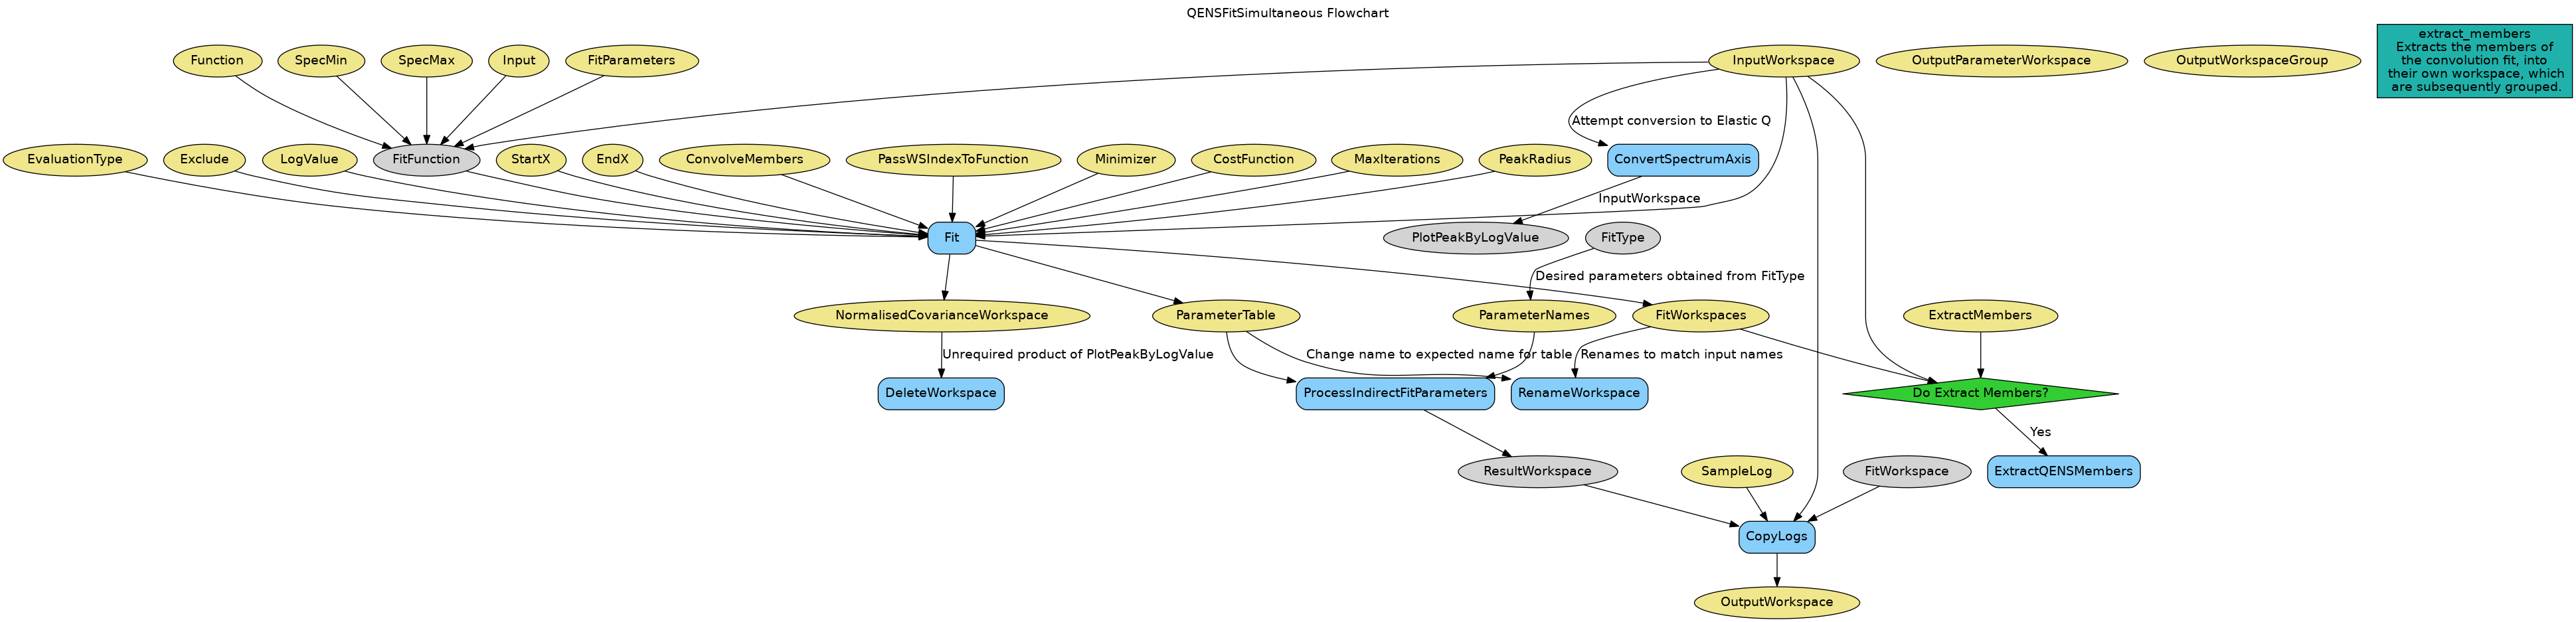 QENSFitSimultaneous Flowchart
Function
SpecMin
SpecMax
Input
FitParameters
InputWorkspace
OutputParameterWorkspace
OutputWorkspaceGroup
extract_members
Extracts the members of
the convolution fit, into
their own workspace, which
are subsequently grouped.
Attempt conversion to Elastic Q
EvaluationType
Exclude
LogValue
FitFunction
StartX
EndX
ConvolveMembers
PassWSIndexToFunction
Minimizer
CostFunction
MaxIterations
PeakRadius
ConvertSpectrumAxis
InputWorkspace
Fit
PlotPeakByLogValue
FitType
Desired parameters obtained from FitType
NormalisedCovarianceWorkspace
ParameterTable
ParameterNames
FitWorkspaces
ExtractMembers
Unrequired product of PlotPeakByLogValue
Change name to expected name for table
Renames to match input names
DeleteWorkspace
ProcessIndirectFitParameters
RenameWorkspace
Do Extract Members?
Yes
ResultWorkspace
SampleLog
FitWorkspace
ExtractQENSMembers
CopyLogs
OutputWorkspace